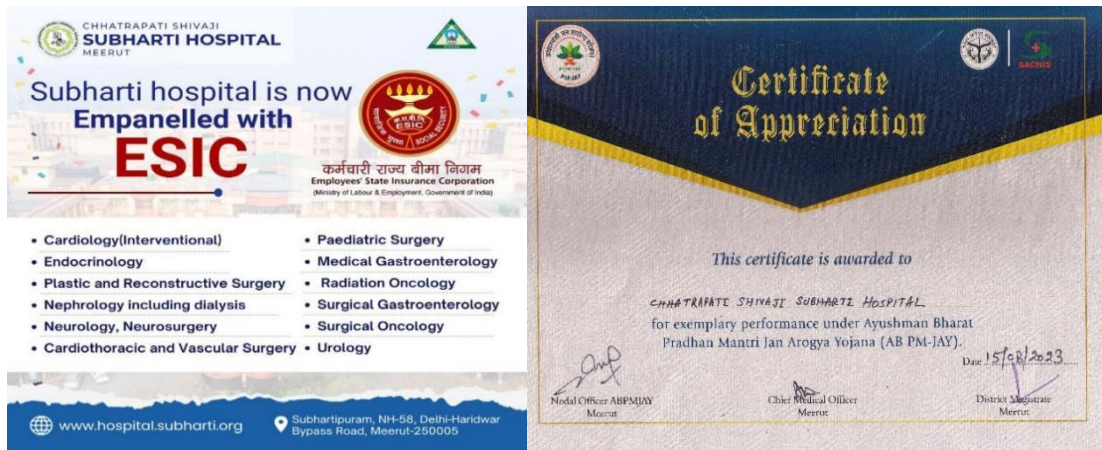 CHHATRAPATI SHIVAJI
SUBHARTI HOSPITAL
MEERUT
Subharti hospital is now
Empanelled with
ESIC
ESIC
SOCIAL SECURITY
कर्मचारी राज्य बीमा निगम
Employees' State Insurance Corporation
(Ministry of Labour & Employment, Government of India)
• Cardiology(Interventional)
• Endocrinology
• Plastic and Reconstructive Surgery
• Nephrology including dialysis
• Neurology, Neurosurgery
• Cardiothoracic and Vascular Surgery
• Paediatric Surgery
• Medical Gastroenterology
• Radiation Oncology
• Surgical Gastroenterology
• Surgical Oncology
• Urology
www.hospital.subharti.org
Subhartipuram, NH-58, Delhi-Haridwar
Bypass Road, Meerut-250005
PM-JAY
SACHIS
Certificate
of Appreciation
This certificate is awarded to
CHHATRAPATI SHIVAJI SUBHARTI HOSPITAL
for exemplary performance under Ayushman Bharat
Pradhan Mantri Jan Arogya Yojana (AB PM-JAY).
Date 15/08/2023
Nodal Officer ABPMJAY
Meerut
Chief Medical Officer
Meerut
District Magistrate
Meerut